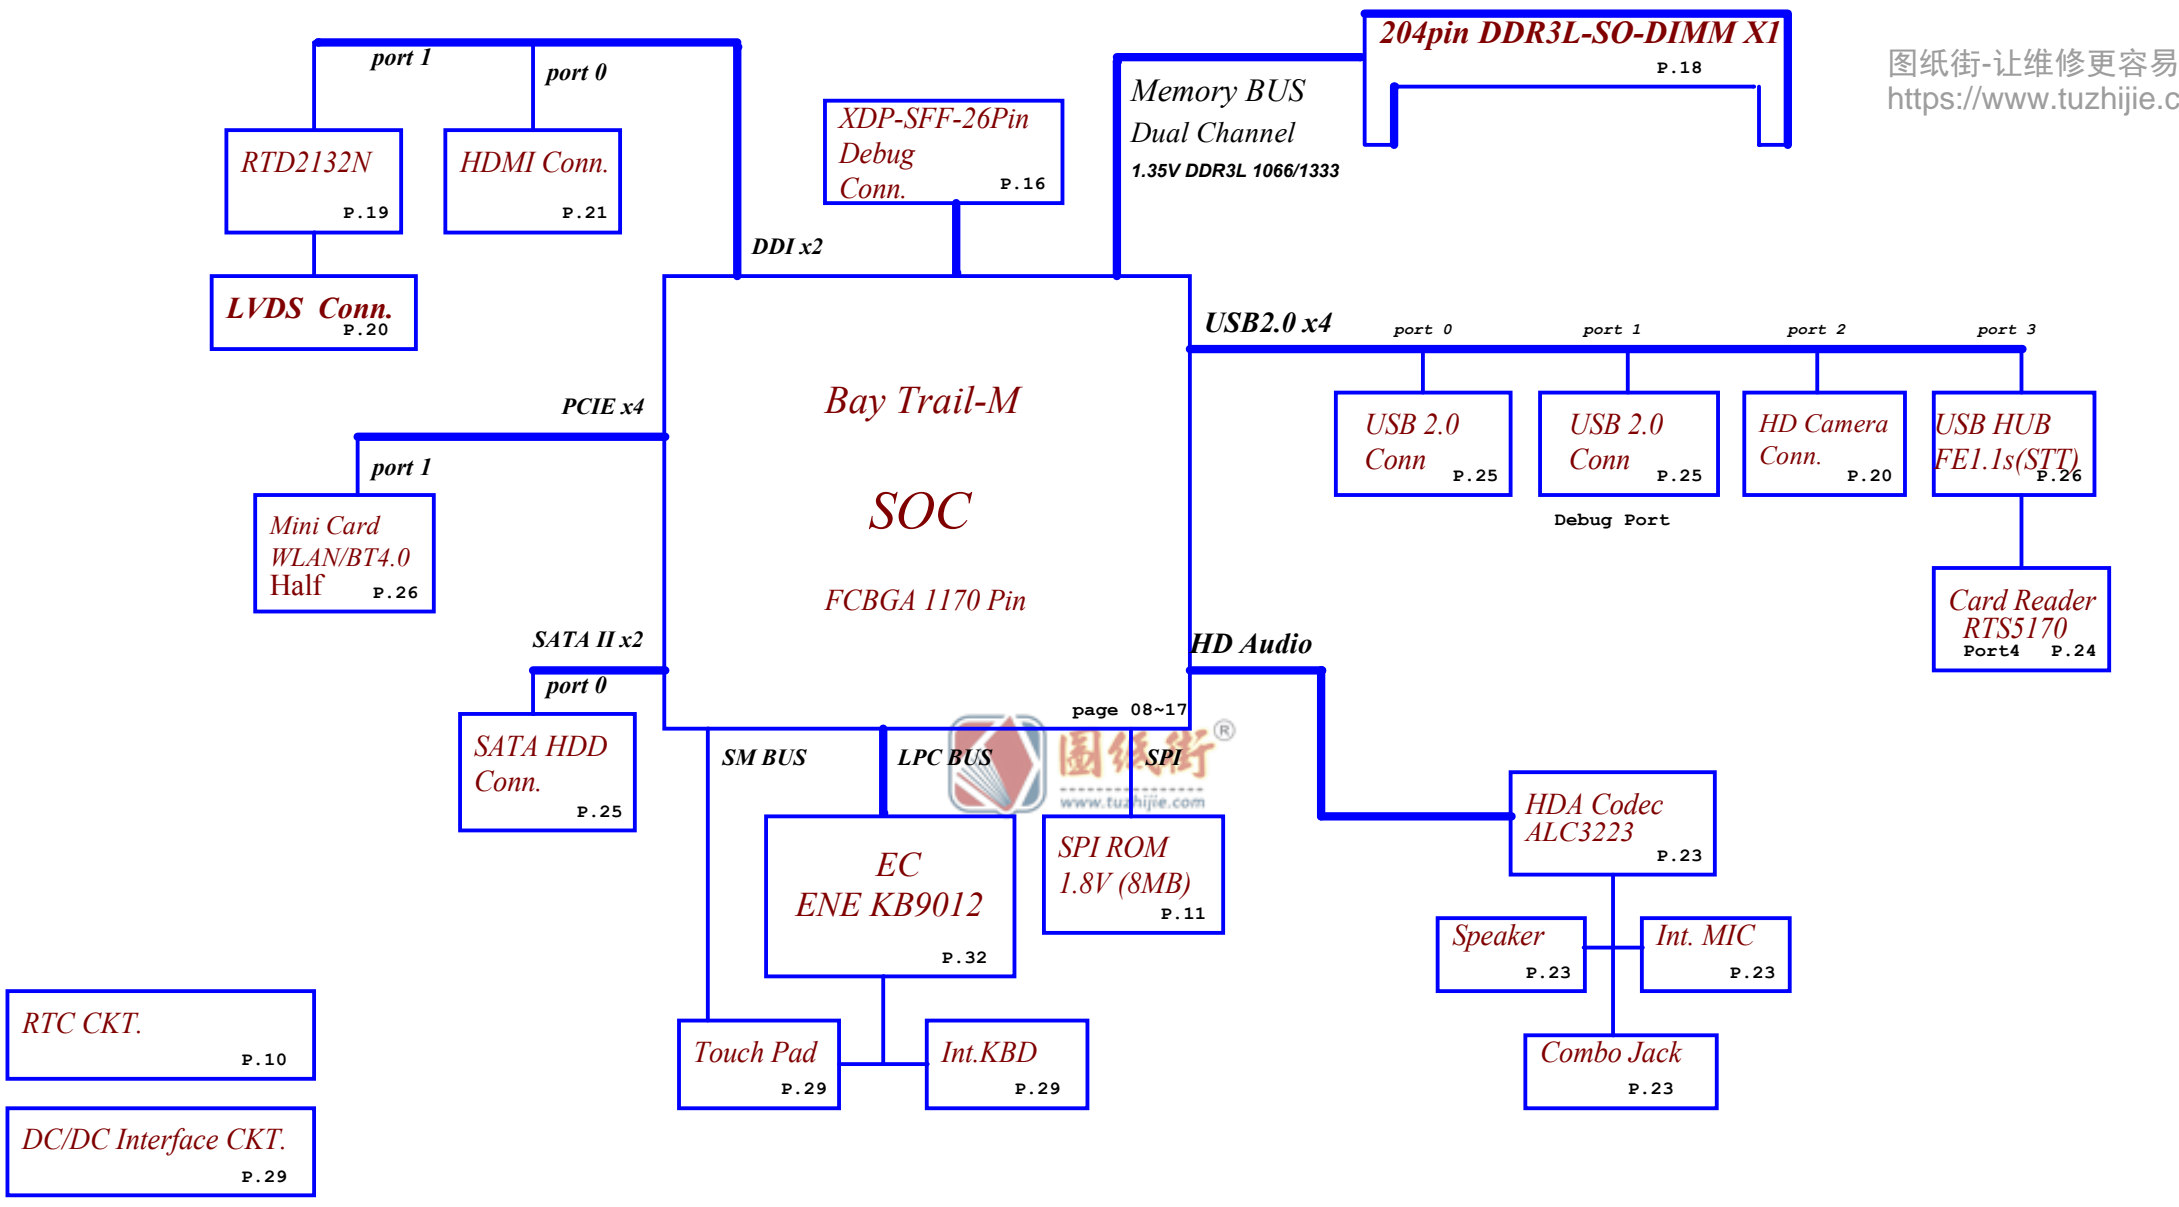 port 1
port 0
RTD2132N
P.19
HDMI Conn.
P.21
LVDS  Conn.
P.20
DDI x2
XDP-SFF-26Pin
Debug
Conn.
P.16
Memory BUS
Dual Channel
1.35V DDR3L 1066/1333
204pin DDR3L-SO-DIMM X1
P.18
图纸街-让维修更容易
https://www.tuzhijie.c
PCIE x4
port 1
Mini Card
WLAN/BT4.0
Half
P.26
SATA II x2
port 0
SATA HDD
Conn.
P.25
Bay Trail-M
SOC
FCBGA 1170 Pin
page 08~17
USB2.0 x4
port 0
port 1
port 2
port 3
USB 2.0
Conn
P.25
USB 2.0
Conn
P.25
Debug Port
HD Camera
Conn.
P.20
USB HUB
FE1.1s(STT)
P.26
Card Reader
RTS5170
Port4 P.24
HD Audio
HDA Codec
ALC3223
P.23
Speaker
P.23
Int. MIC
P.23
Combo Jack
P.23
SM BUS
LPC BUS
SPI
圖纸街®
www.tuzhijie.com
EC
ENE KB9012
P.32
SPI ROM
1.8V (8MB)
P.11
Touch Pad
P.29
Int.KBD
P.29
RTC CKT.
P.10
DC/DC Interface CKT.
P.29